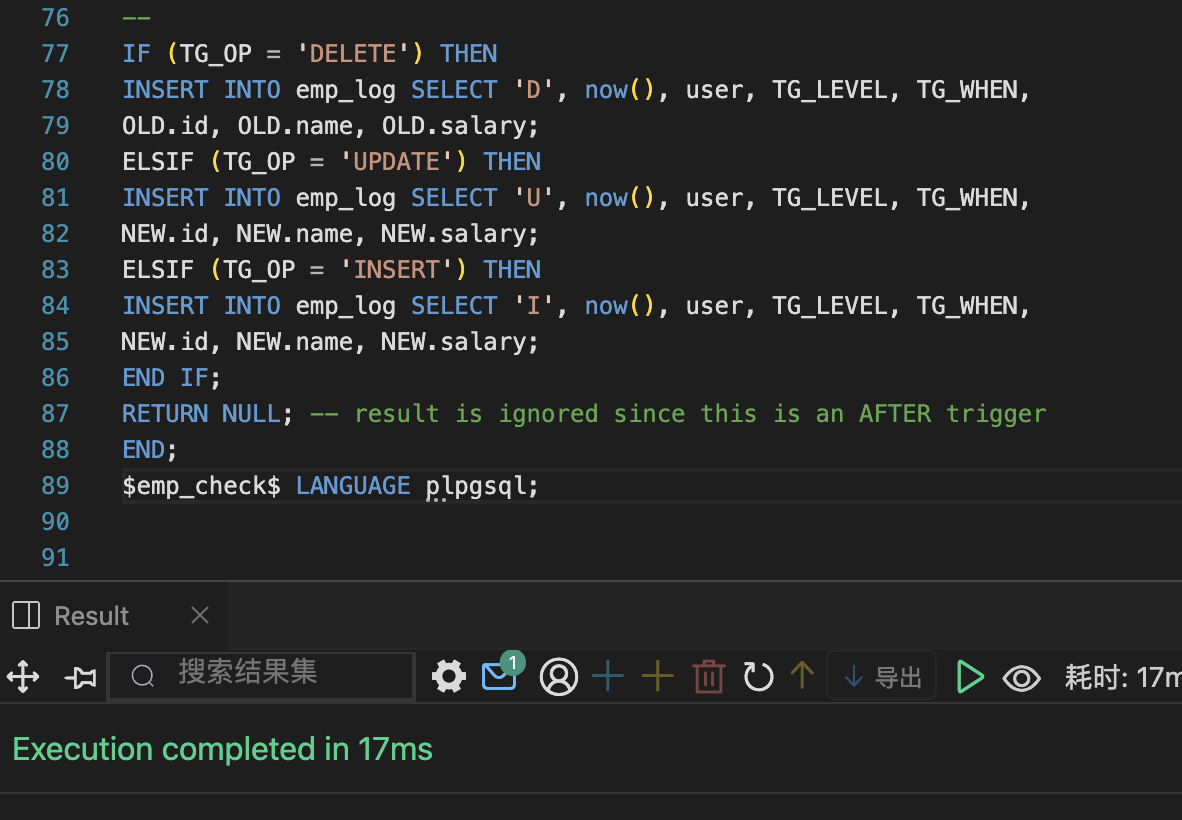 76 --
77 IF (TG_OP = 'DELETE') THEN
78 INSERT INTO emp_log SELECT 'D', now(), user, TG_LEVEL, TG_WHEN,
79 OLD.id, OLD.name, OLD.salary;
80 ELSIF (TG_OP = 'UPDATE') THEN
81 INSERT INTO emp_log SELECT 'U', now(), user, TG_LEVEL, TG_WHEN,
82 NEW.id, NEW.name, NEW.salary;
83 ELSIF (TG_OP = 'INSERT') THEN
84 INSERT INTO emp_log SELECT 'I', now(), user, TG_LEVEL, TG_WHEN,
85 NEW.id, NEW.name, NEW.salary;
86 END IF;
87 RETURN NULL; -- result is ignored since this is an AFTER trigger
88 END;
89 $emp_check$ LANGUAGE plpgsql;
90
91
Result
搜索结果集 1 导出 耗时: 17m
Execution completed in 17ms